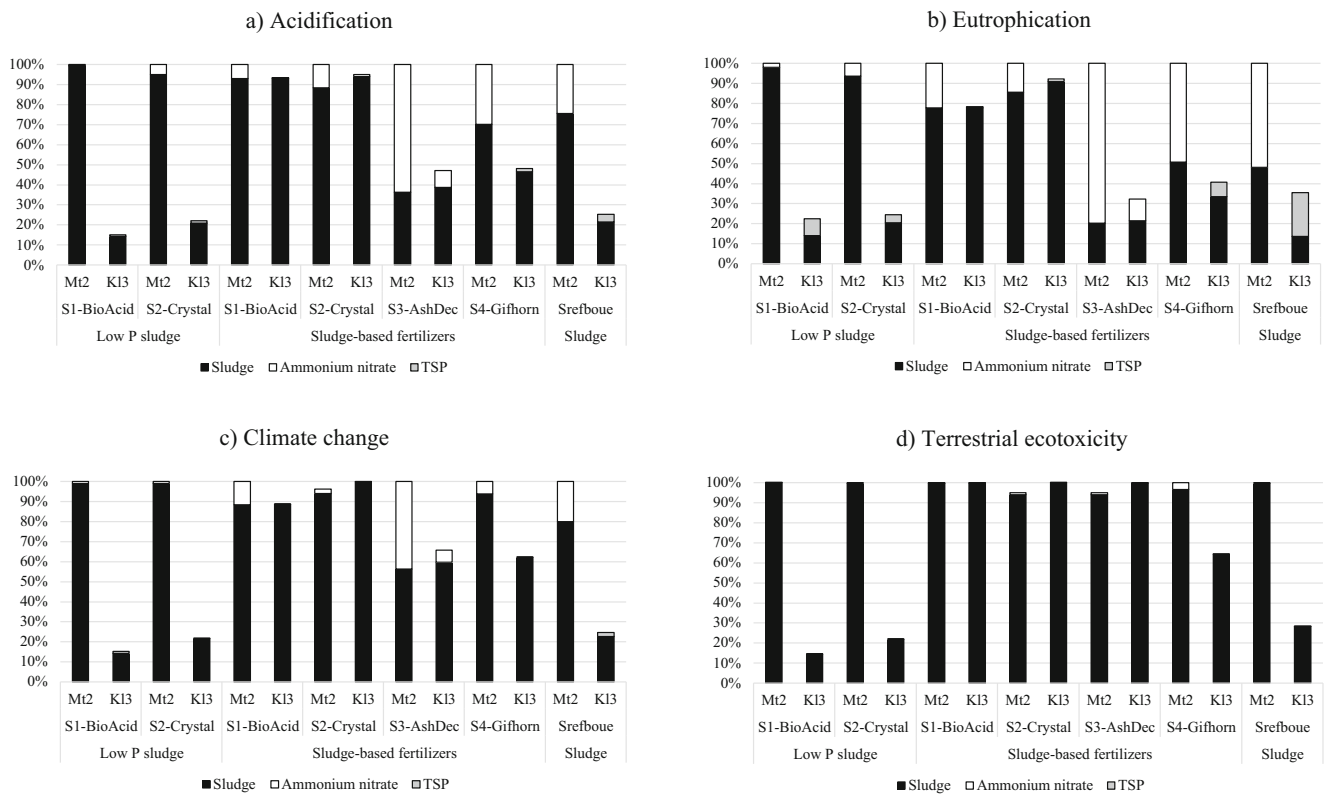 a) Acidification
100%
90%
80%
70%
60%
50%
40%
30%
20%
10%
0%
Mt2 Kl3 Mt2 Kl3 Mt2 Kl3 Mt2 Kl3 Mt2 Kl3 Mt2 Kl3 Mt2 Kl3
S1-BioAcid S2-Crystal S1-BioAcid S2-Crystal S3-AshDec S4-Gifhorn Srefboue
Low P sludge Sludge-based fertilizers Sludge
Sludge Ammonium nitrate TSP
b) Eutrophication
100%
90%
80%
70%
60%
50%
40%
30%
20%
10%
0%
Mt2 Kl3 Mt2 Kl3 Mt2 Kl3 Mt2 Kl3 Mt2 Kl3 Mt2 Kl3 Mt2 Kl3
S1-BioAcid S2-Crystal S1-BioAcid S2-Crystal S3-AshDec S4-Gifhorn Srefboue
Low P sludge Sludge-based fertilizers Sludge
Sludge Ammonium nitrate TSP
c) Climate change
100%
90%
80%
70%
60%
50%
40%
30%
20%
10%
0%
Mt2 Kl3 Mt2 Kl3 Mt2 Kl3 Mt2 Kl3 Mt2 Kl3 Mt2 Kl3 Mt2 Kl3
S1-BioAcid S2-Crystal S1-BioAcid S2-Crystal S3-AshDec S4-Gifhorn Srefboue
Low P sludge Sludge-based fertilizers Sludge
Sludge Ammonium nitrate TSP
d) Terrestrial ecotoxicity
100%
90%
80%
70%
60%
50%
40%
30%
20%
10%
0%
Mt2 Kl3 Mt2 Kl3 Mt2 Kl3 Mt2 Kl3 Mt2 Kl3 Mt2 Kl3 Mt2 Kl3
S1-BioAcid S2-Crystal S1-BioAcid S2-Crystal S3-AshDec S4-Gifhorn Srefboue
Low P sludge Sludge-based fertilizers Sludge
Sludge Ammonium nitrate TSP